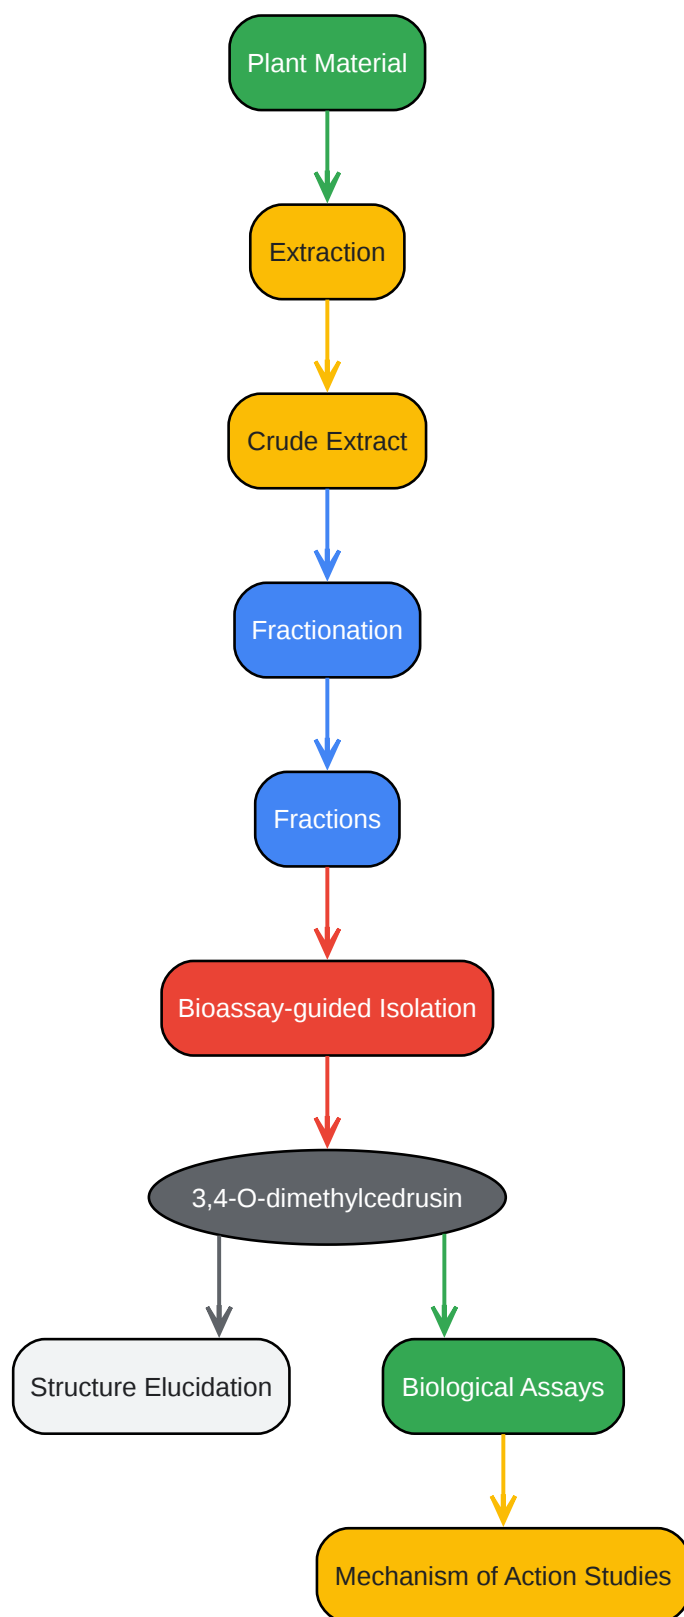 Plant Material
Extraction
Crude Extract
Fractionation
Fractions
Bioassay-guided Isolation
3,4-O-dimethylcedrusin
Structure Elucidation
Biological Assays
Mechanism of Action Studies